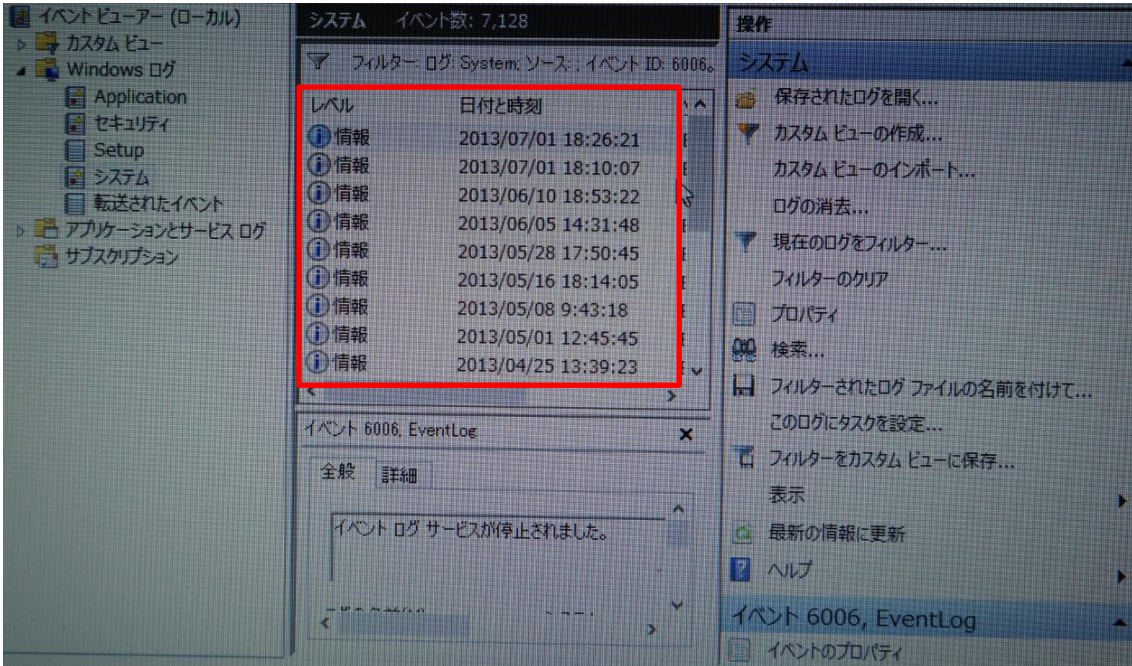 イベント ビューアー (ローカル)
カスタム ビュー
Windows ログ
Application
セキュリティ
Setup
システム
転送されたイベント
アプリケーションとサービス ログ
サブスクリプション
システム イベント数: 7,128
フィルター: ログ: System; ソース: ; イベント ID: 6006。
レベル 日付と時刻
情報 2013/07/01 18:26:21
情報 2013/07/01 18:10:07
情報 2013/06/10 18:53:22
情報 2013/06/05 14:31:48
情報 2013/05/28 17:50:45
情報 2013/05/16 18:14:05
情報 2013/05/08 9:43:18
情報 2013/05/01 12:45:45
情報 2013/04/25 13:39:23
イベント 6006, EventLog
全般 詳細
イベント ログ サービスが停止されました。
操作
システム
保存されたログを開く...
カスタム ビューの作成...
カスタム ビューのインポート...
ログの消去...
現在のログをフィルター...
フィルターのクリア
プロパティ
検索...
フィルターされたログ ファイルの名前を付けて...
このログにタスクを設定...
フィルターをカスタム ビューに保存...
表示
最新の情報に更新
ヘルプ
イベント 6006, EventLog
イベントのプロパティ